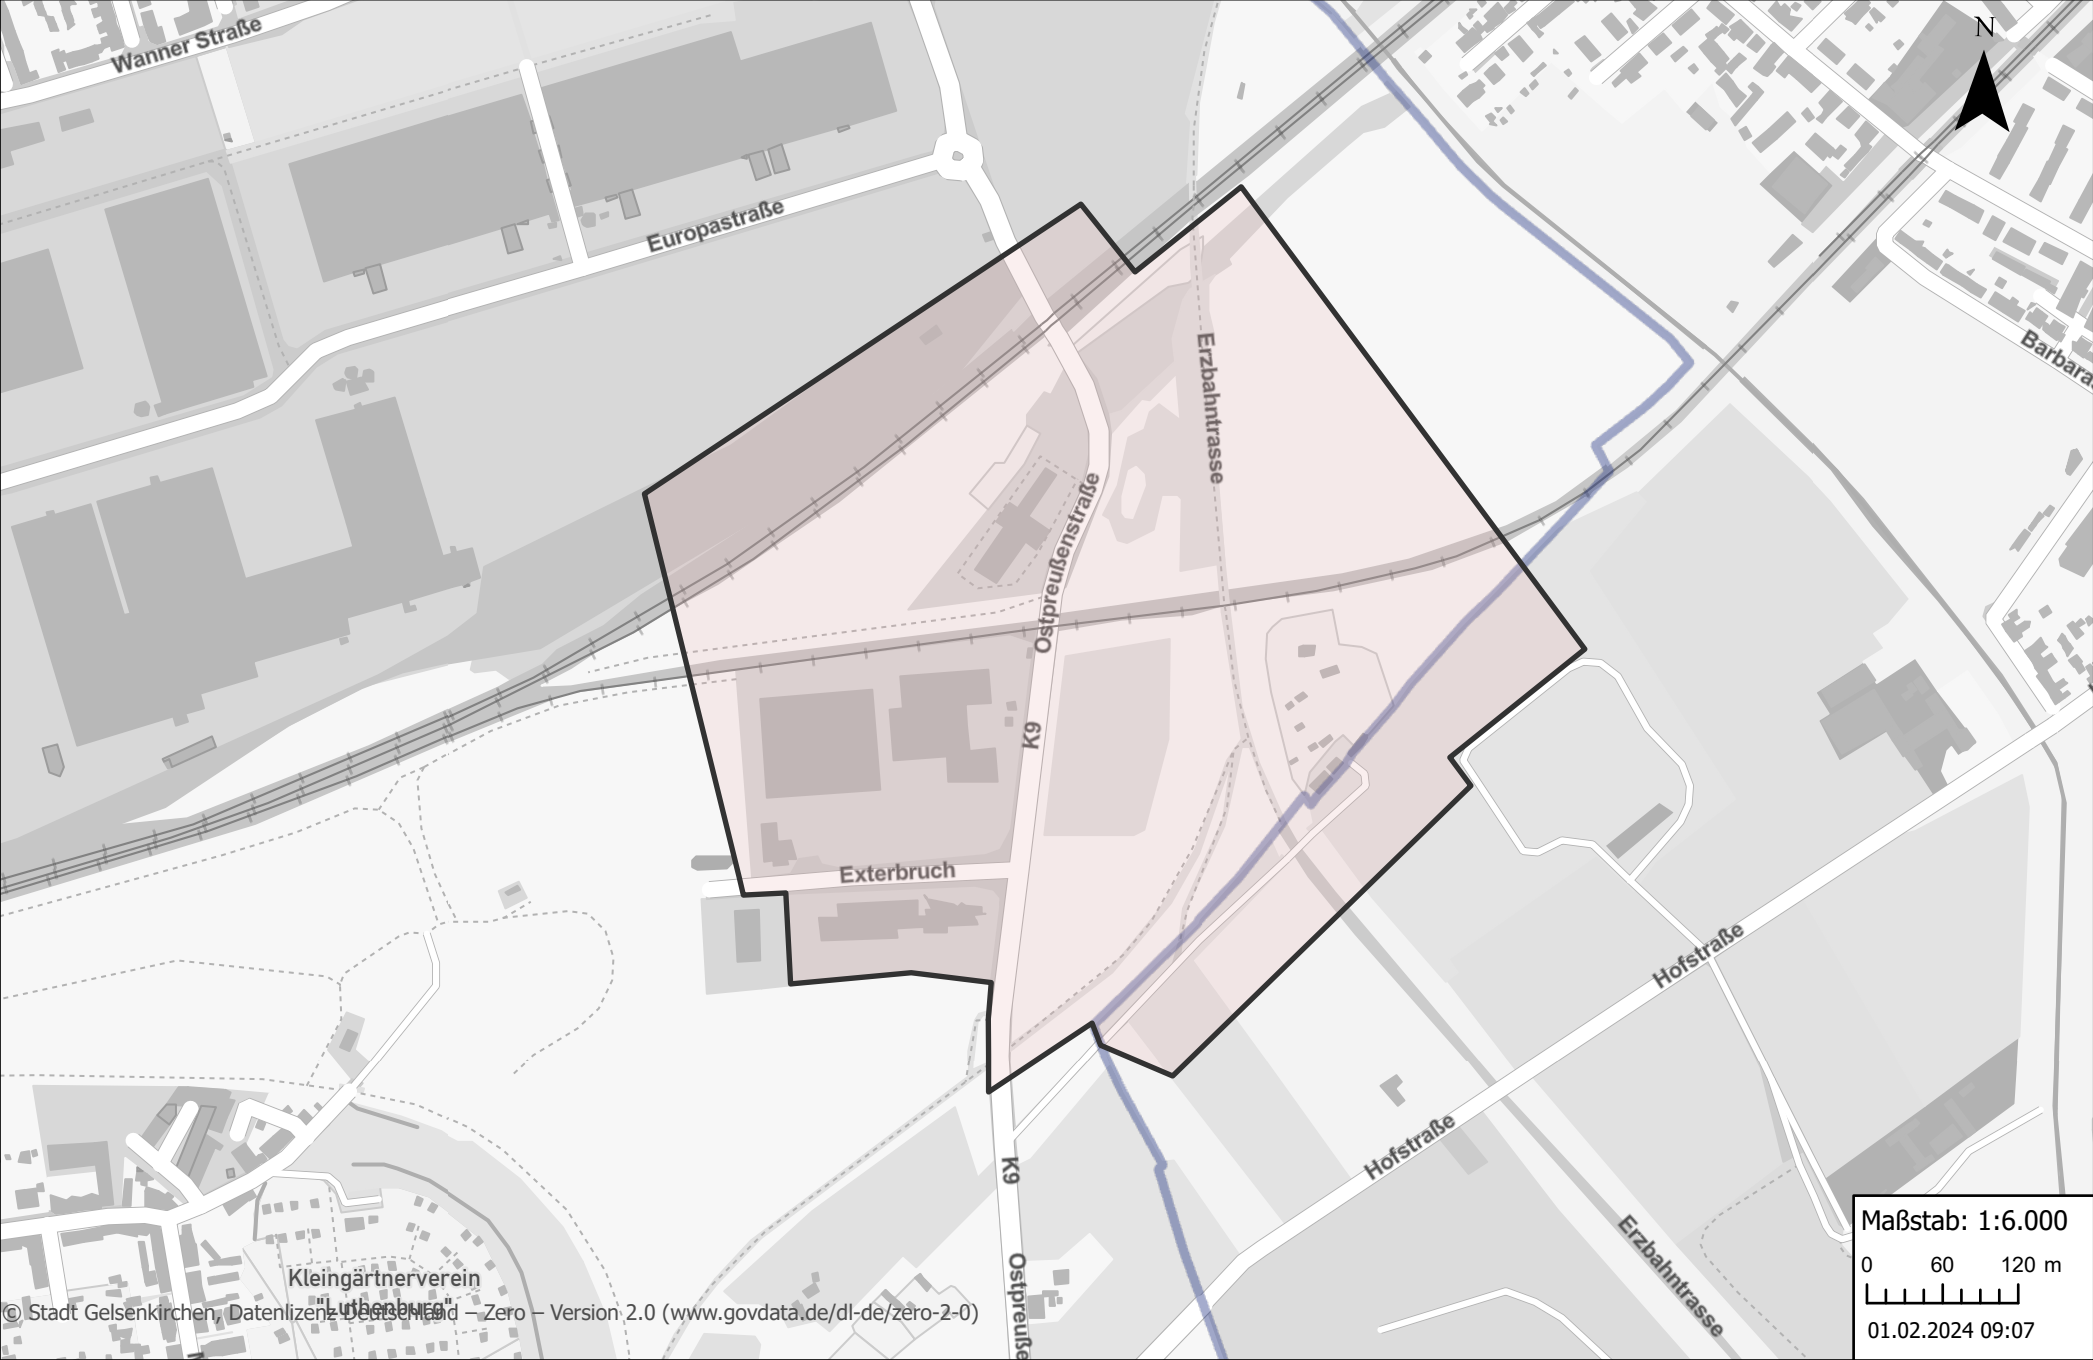 Wanner Straße
N
Europastraße
Erzbahntrasse
Barbaras
Ostpreußenstraße
K9
Exterbruch
Hofstraße
Hofstraße
K9
Erzbahntrasse
Ostpreuße
Kleingärtnerverein
"Luthenburg"
© Stadt Gelsenkirchen, Datenlizenz Deutschland – Zero – Version 2.0 (www.govdata.de/dl-de/zero-2-0)
Maßstab: 1:6.000
0 60 120 m
01.02.2024 09:07